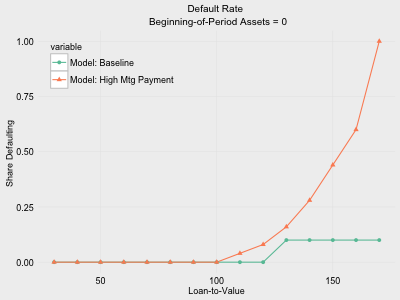 Default Rate
Beginning-of-Period Assets = 0
variable
Model: Baseline
Model: High Mtg Payment
1.00
0.75
0.50
0.25
0.00
Share Defaulting
50
100
150
Loan-to-Value